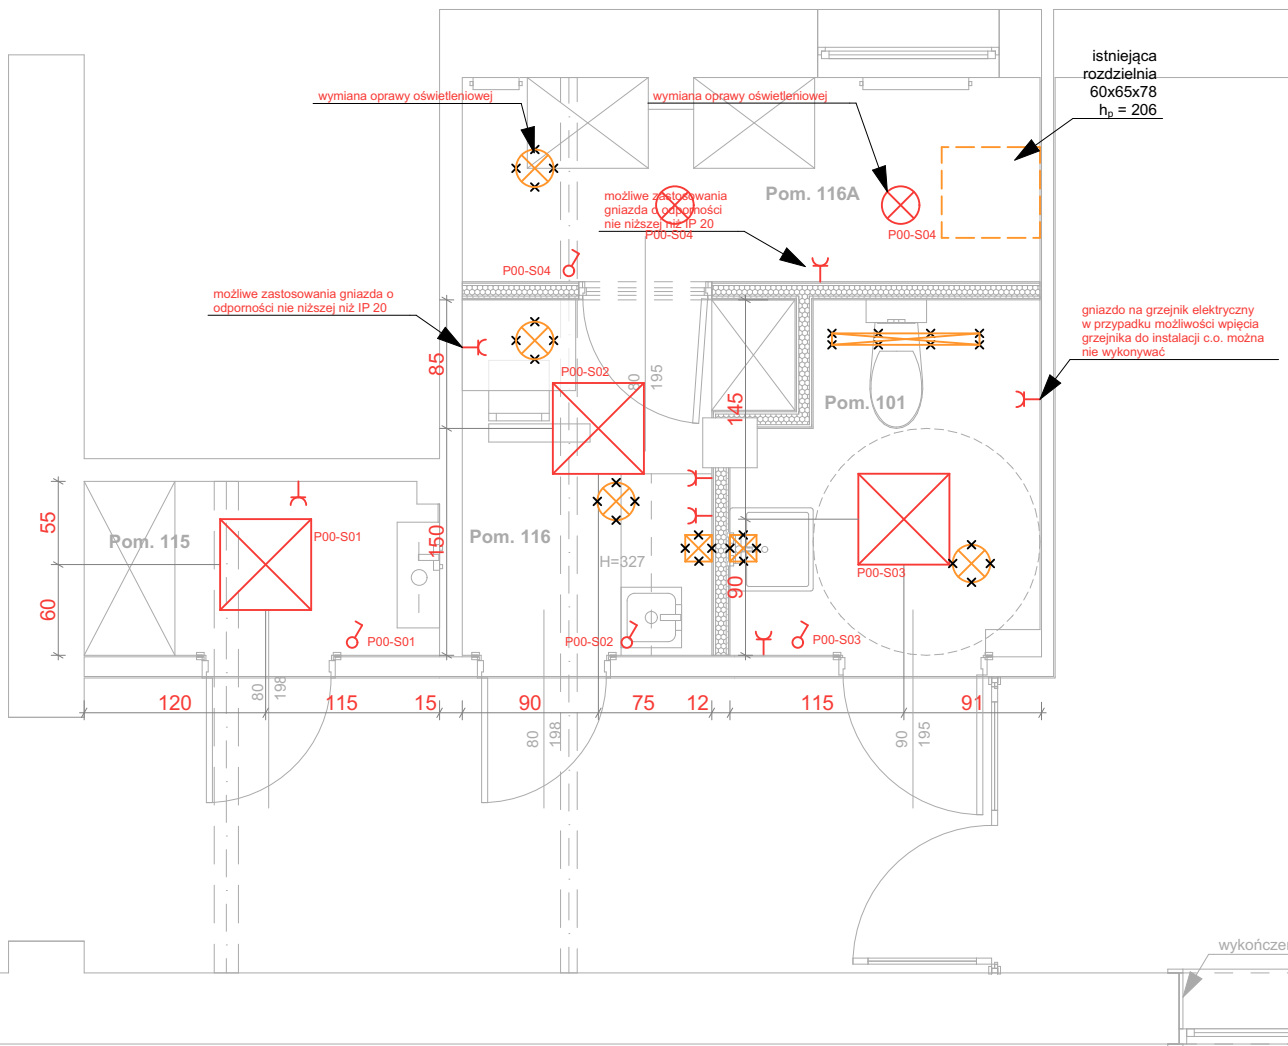 istniejąca
rozdzielnia
60x65x78
hp = 206
wymiana oprawy oświetleniowej
wymiana oprawy oświetleniowej
możliwe zastosowania
gniazda o odporności
nie niższej niż IP 20
Pom. 116A
P00-S04
P00-S04
P00-S04
możliwe zastosowania gniazda o
odporności nie niższej niż IP 20
gniazdo na grzejnik elektryczny
w przypadku możliwości wpięcia
grzejnika do instalacji c.o. można
nie wykonywać
85
P00-S02
80
195
145
Pom. 101
55
60
Pom. 115
P00-S01
150
Pom. 116
H=327
90
P00-S03
P00-S01
P00-S02
P00-S03
120
80
198
115
15
90
75
12
115
91
80
198
90
195